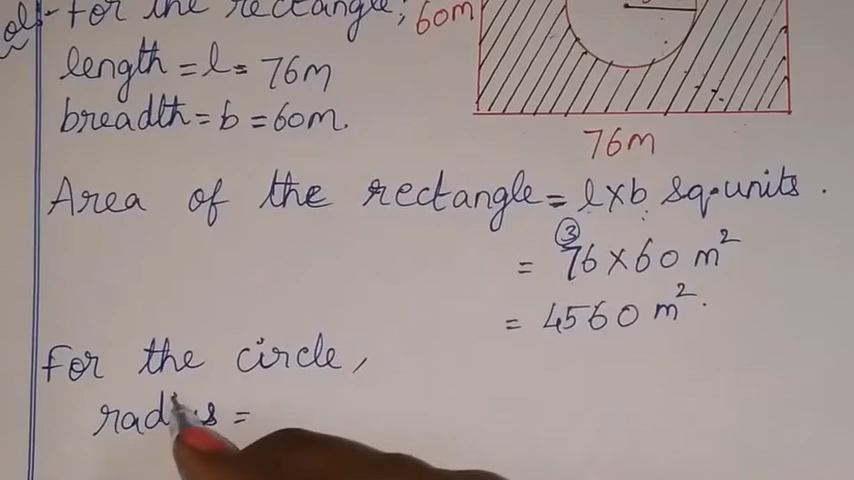 Sol:- For the rectangle,
60m
length = l = 76m
breadth = b = 60m.
76m
Area of the rectangle = l x b sq.units.
3
= 76 x 60 m²
= 4560 m².
For the circle,
radius =